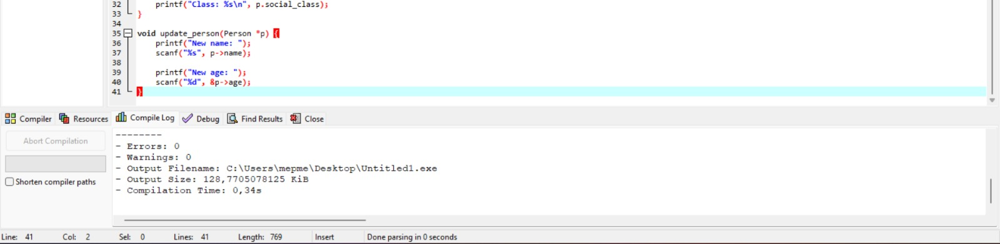 32 printf("Class: %s\n", p.social_class);
33 }
34
35 void update_person(Person *p) {
36 printf("New name: ");
37 scanf("%s", p->name);
38
39 printf("New age: ");
40 scanf("%d", &p->age);
41 }
Compiler Resources Compile Log Debug Find Results Close
Abort Compilation
Shorten compiler paths
--------
- Errors: 0
- Warnings: 0
- Output Filename: C:\Users\mepme\Desktop\Untitled1.exe
- Output Size: 128,7705078125 KiB
- Compilation Time: 0,34s
Line: 41 Col: 2 Sel: 0 Lines: 41 Length: 769 Insert Done parsing in 0 seconds